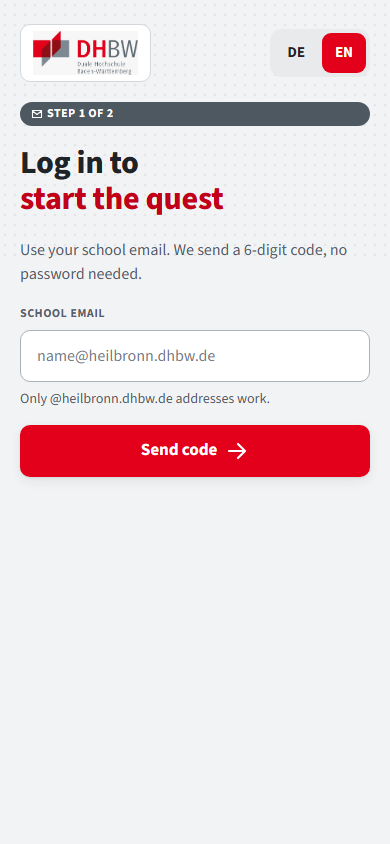 DHBW
Duale Hochschule
Baden-Württemberg
DE
EN
STEP 1 OF 2
Log in to
start the quest
Use your school email. We send a 6-digit code, no
password needed.
SCHOOL EMAIL
name@heilbronn.dhbw.de
Only @heilbronn.dhbw.de addresses work.
Send code